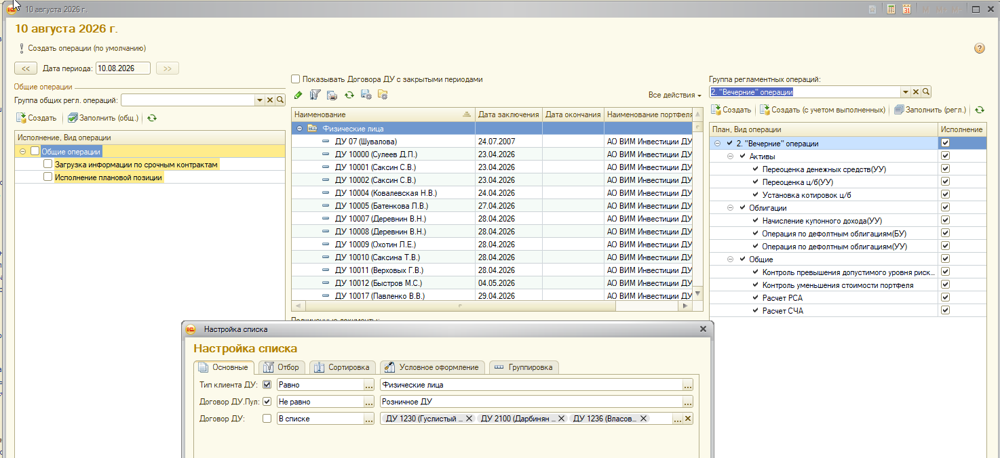 10 августа 2026 г.
10 августа 2026 г.
Создать операции (по умолчанию)
<< Дата периода: 10.08.2026 >>
Общие операции
Группа общих регл. операций:
Создать Заполнить (общ.)
Исполнение, Вид операции
Общие операции
Загрузка информации по срочным контрактам
Исполнение плановой позиции
Показывать Договора ДУ с закрытыми периодами
Все действия
Наименование Дата заключения Дата окончания Наименование портфеля
Физические лица
ДУ 07 (Шувалова) 24.07.2007 АО ВИМ Инвестиции ДУ
ДУ 10000 (Сулеев Д.П.) 23.04.2026 АО ВИМ Инвестиции ДУ
ДУ 10001 (Саксин С.В.) 23.04.2026 АО ВИМ Инвестиции ДУ
ДУ 10002 (Саксин С.В.) 23.04.2026 АО ВИМ Инвестиции ДУ
ДУ 10004 (Ковалевская Н.В.) 24.04.2026 АО ВИМ Инвестиции ДУ
ДУ 10005 (Батенкова Л.В.) 27.04.2026 АО ВИМ Инвестиции ДУ
ДУ 10007 (Деревнин В.Н.) 28.04.2026 АО ВИМ Инвестиции ДУ
ДУ 10008 (Деревнин В.Н.) 28.04.2026 АО ВИМ Инвестиции ДУ
ДУ 10009 (Охотин Л.Е.) 28.04.2026 АО ВИМ Инвестиции ДУ
ДУ 10010 (Саксина Т.В.) 28.04.2026 АО ВИМ Инвестиции ДУ
ДУ 10011 (Верховых Г.В.) 28.04.2026 АО ВИМ Инвестиции ДУ
ДУ 10012 (Быстров М.С.) 04.05.2026 АО ВИМ Инвестиции ДУ
ДУ 10017 (Павленко В.В.) 29.04.2026 АО ВИМ Инвестиции ДУ
Группа регламентных операций:
2. "Вечерние" операции
Создать Создать (с учетом выполненных) Заполнить (регл.)
План, Вид операции Исполнение
2. "Вечерние" операции
Активы
Переоценка денежных средств(УУ)
Переоценка ц/б(УУ)
Установка котировок ц/б
Облигации
Начисление купонного дохода(УУ)
Операция по дефолтным облигациям(БУ)
Операция по дефолтным облигациям(УУ)
Общие
Контроль превышения допустимого уровня риск...
Контроль уменьшения стоимости портфеля
Расчет РСА
Расчет СЧА
Настройка списка
Настройка списка
Основные Отбор Сортировка Условное оформление Группировка
Тип клиента ДУ: Равно ... Физические лица ...
Договор ДУ.Пул: Не равно ... Розничное ДУ ...
Договор ДУ: В списке ... ДУ 1230 (Гуслистый ... ДУ 2100 (Дарбинян ... ДУ 1236 (Власов... ...